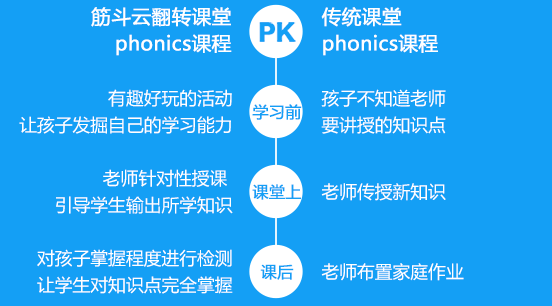 筋斗云翻转课堂
phonics课程
PK
传统课堂
phonics课程
有趣好玩的活动
让孩子发掘自己的学习能力
学习前
孩子不知道老师
要讲授的知识点
老师针对性授课
引导学生输出所学知识
课堂上
老师传授新知识
对孩子掌握程度进行检测
让学生对知识点完全掌握
课后
老师布置家庭作业